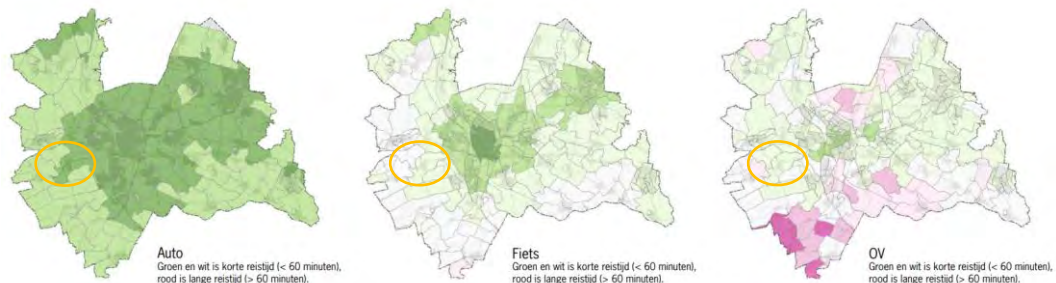 Auto
Groen en wit is korte reistijd (< 60 minuten),
rood is lange reistijd (> 60 minuten).
Fiets
Groen en wit is korte reistijd (< 60 minuten),
rood is lange reistijd (> 60 minuten).
OV
Groen en wit is korte reistijd (< 60 minuten),
rood is lange reistijd (> 60 minuten).